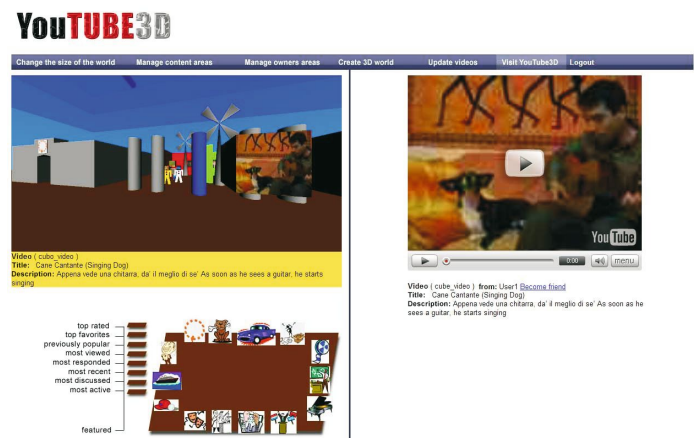 YouTUBE3D
Change the size of the world Manage content areas Manage owners areas Create 3D world Update videos Visit YouTube3D Logout
Video ( cubo_video )
Title: Cane Cantante (Singing Dog)
Description: Appena vede una chitarra, da' il meglio di se' As soon as he sees a guitar, he starts
singing
top rated
top favorites
previously popular
most viewed
most responded
most recent
most discussed
most active
featured
YouTube
0:00 menu
Video ( cube_video ) from: User1 Become friend
Title: Cane Cantante (Singing Dog)
Description: Appena vede una chitarra, da' il meglio di se' As soon as he
sees a guitar, he starts singing